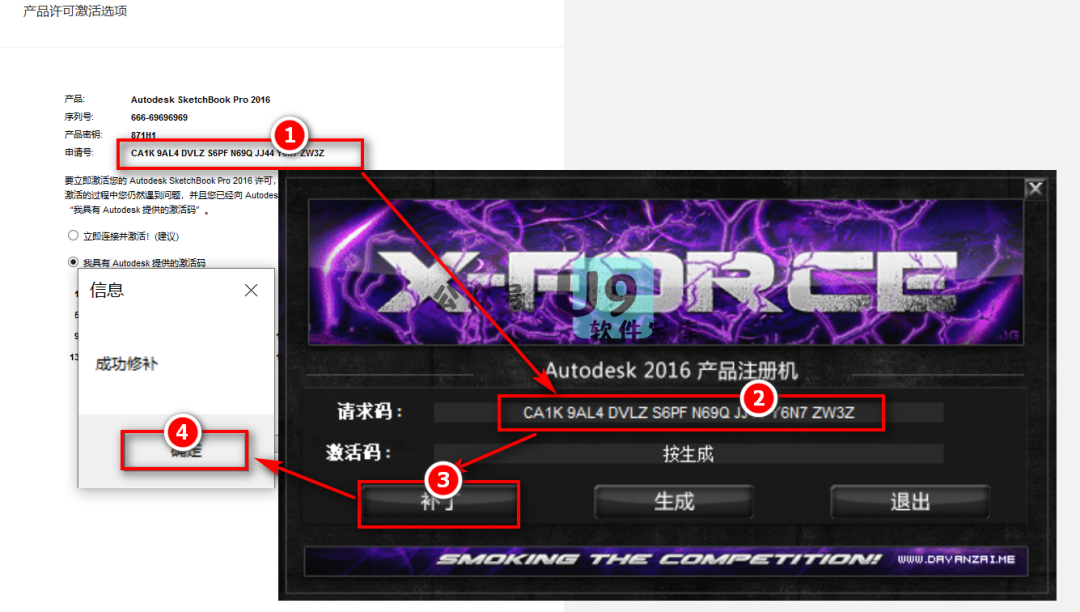 产品许可激活选项
产品: Autodesk SketchBook Pro 2016
序列号: 666-69696969
产品密钥: 871H1
申请号: CA1K 9AL4 DVLZ S6PF N69Q JJ44 Y6N7 ZW3Z
1
要立即激活您的 Autodesk SketchBook Pro 2016 许可,
激活的过程中您仍然遇到问题，并且您已经向 Autodes
“我具有 Autodesk 提供的激活码”。
立即连接并激活! (建议)
我具有 Autodesk 提供的激活码
信息
成功修补
4
确定
9
13
X-FORCE
U9
软件
Autodesk 2016 产品注册机
2
请求码: CA1K 9AL4 DVLZ S6PF N69Q Y6N7 ZW3Z
激活码: 按生成
3
补丁 生成 退出
SMOKING THE COMPETITION! WWW.DAVANZAI.ME